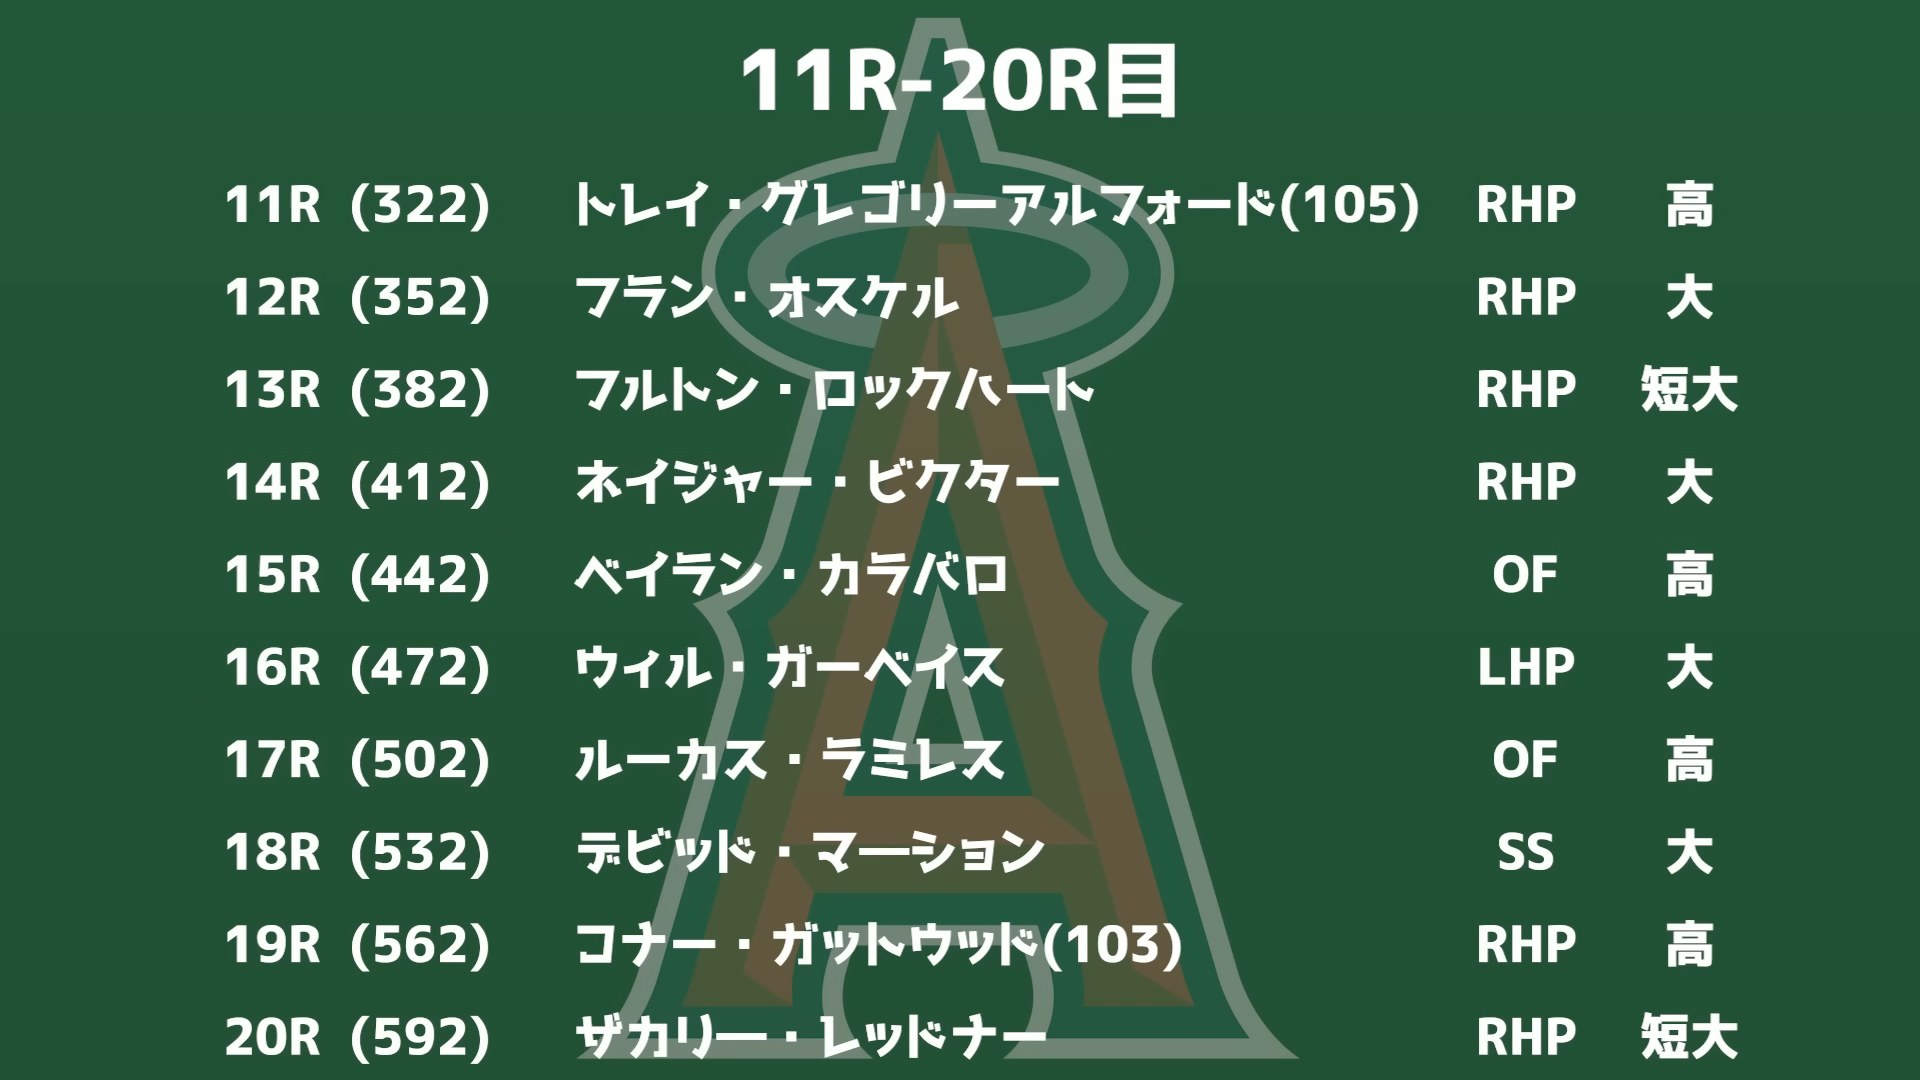 11R-20R目
11R (322) トレイ・グレゴリーアルフォード(105) RHP 高
12R (352) フラン・オスケル RHP 大
13R (382) フルトン・ロックハート RHP 短大
14R (412) ネイジャー・ビクター RHP 大
15R (442) ベイラン・カラバロ OF 高
16R (472) ウィル・ガーベイス LHP 大
17R (502) ルーカス・ラミレス OF 高
18R (532) デビッド・マーション SS 大
19R (562) コナー・ガットウッド(103) RHP 高
20R (592) ザカリー・レッドナー RHP 短大